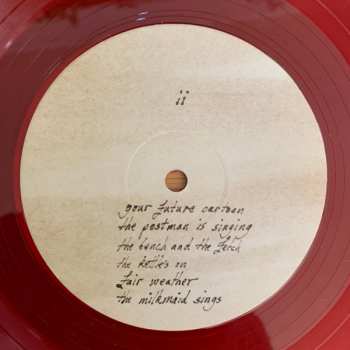 ii
your future cartoon
the postman is singing
the bench and the fetch
the kettle's on
fair weather
the milkmaid sings